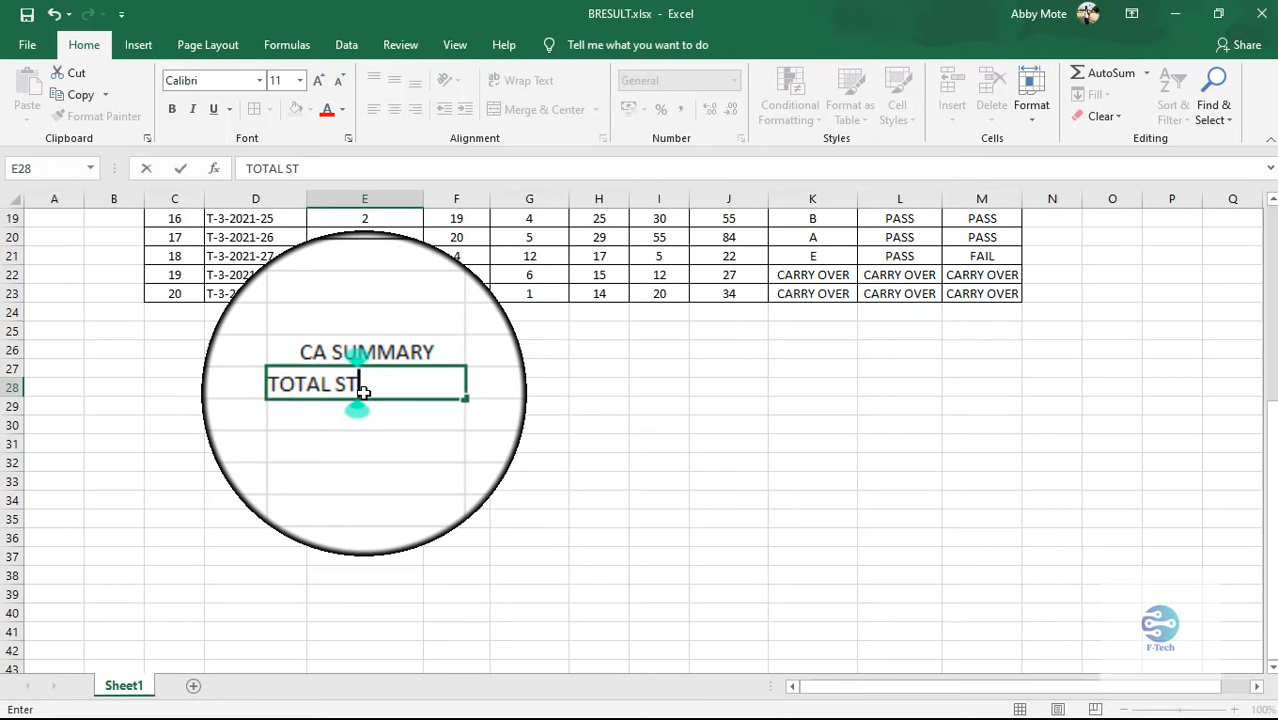 BRESULT.xlsx - Excel
Abby Mote
File Home Insert Page Layout Formulas Data Review View Help Tell me what you want to do Share
Paste
Cut
Copy
Format Painter
Clipboard
Calibri 11
B I U
Font
Wrap Text
Merge & Center
Alignment
General
Number
Conditional Formatting
Format as Table
Cell Styles
Styles
Insert
Delete
Format
Cells
AutoSum
Fill
Clear
Sort & Filter
Find & Select
Editing
E28 fx TOTAL ST
A B C D E F G H I J K L M N O P Q
19 16 T-3-2021-25 2 19 4 25 30 55 B PASS PASS
20 17 T-3-2021-26 20 5 29 55 84 A PASS PASS
21 18 T-3-2021-27 4 12 17 5 22 E PASS FAIL
22 19 T-3-202 6 15 12 27 CARRY OVER CARRY OVER CARRY OVER
23 20 T-3-2 1 14 20 34 CARRY OVER CARRY OVER CARRY OVER
24
25
26
CA SUMMARY
27
28 TOTAL ST
29
30
31
32
33
34
35
36
37
38
39
40
41
42
43
F-Tech
Sheet1
Enter
100%